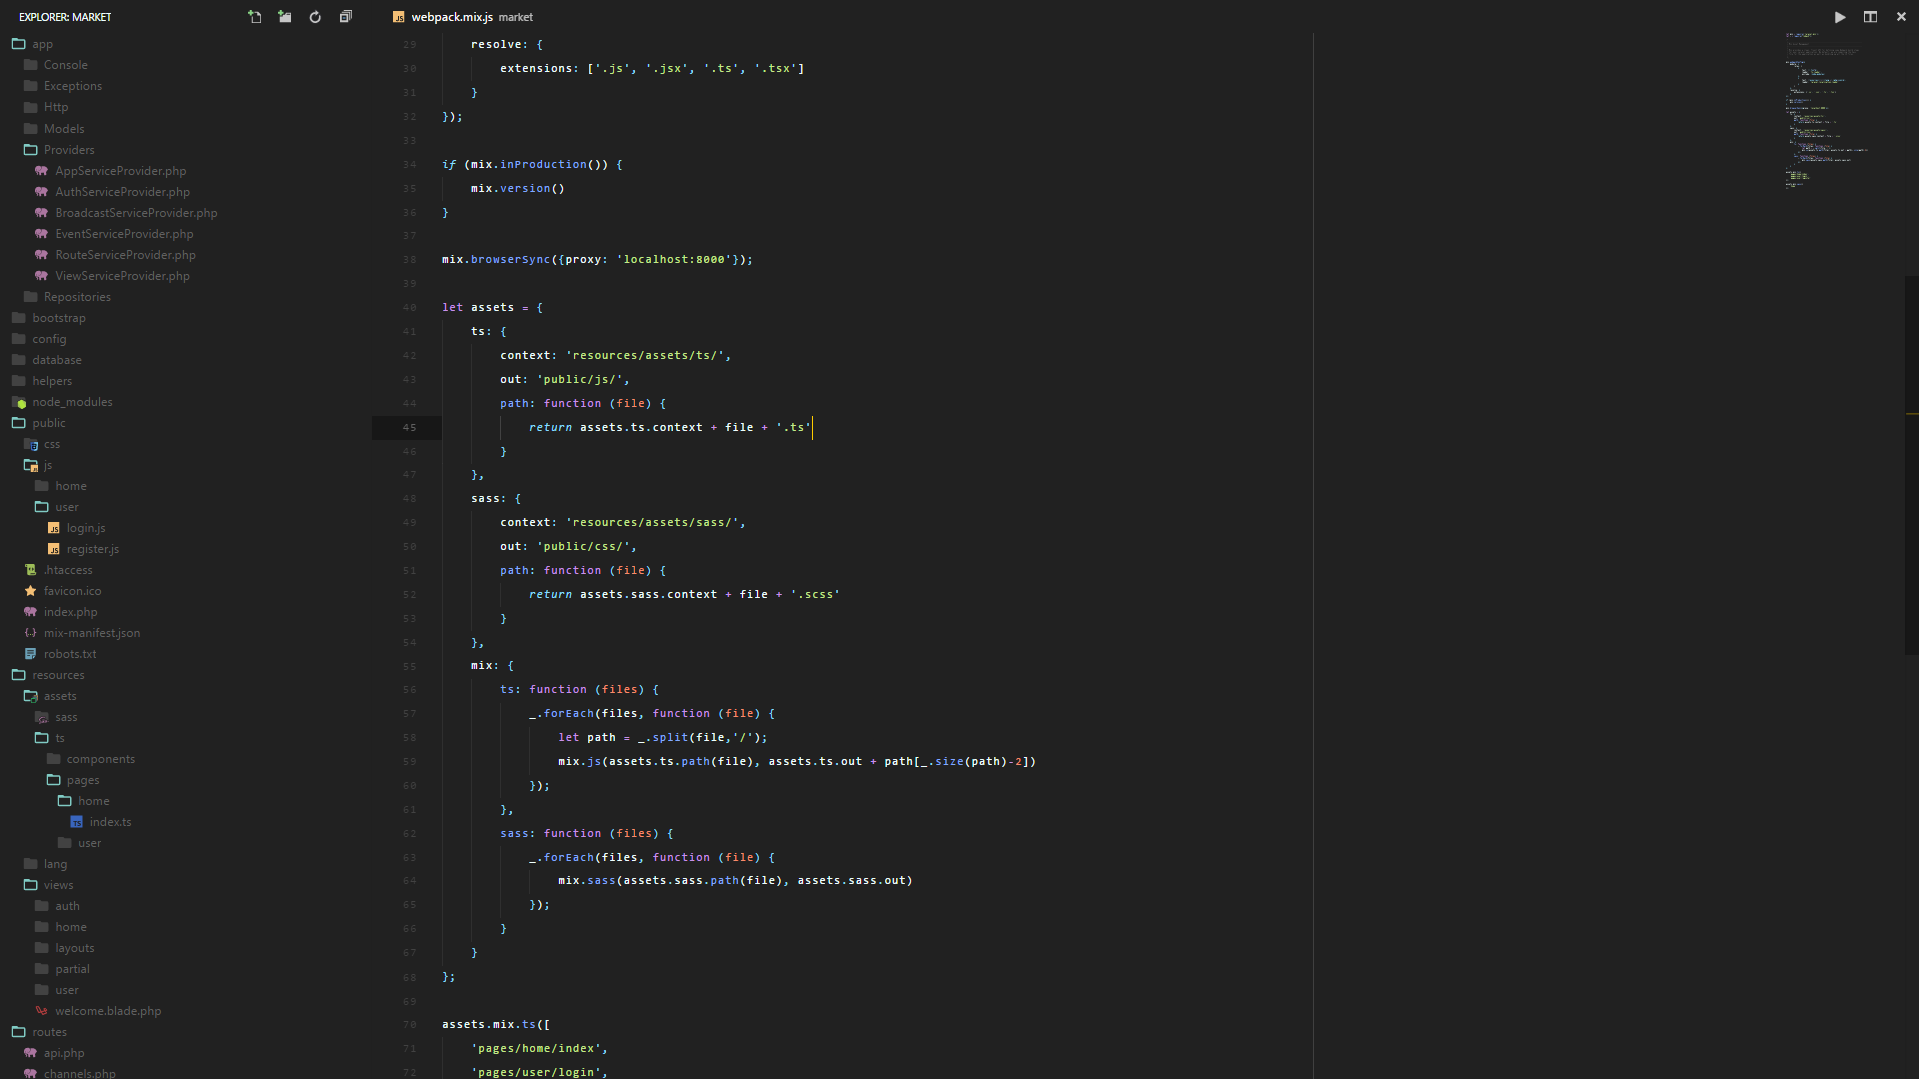 EXPLORER: MARKET
app
Console
Exceptions
Http
Models
Providers
AppServiceProvider.php
AuthServiceProvider.php
BroadcastServiceProvider.php
EventServiceProvider.php
RouteServiceProvider.php
ViewServiceProvider.php
Repositories
bootstrap
config
database
helpers
node_modules
public
css
js
home
user
login.js
register.js
.htaccess
favicon.ico
index.php
mix-manifest.json
robots.txt
resources
assets
sass
ts
components
pages
home
index.ts
user
lang
views
auth
home
layouts
partial
user
welcome.blade.php
routes
api.php
channels.php
webpack.mix.js market
29     resolve: {
30         extensions: ['.js', '.jsx', '.ts', '.tsx']
31     }
32 });
33
34 if (mix.inProduction()) {
35     mix.version()
36 }
37
38 mix.browserSync({proxy: 'localhost:8000'});
39
40 let assets = {
41     ts: {
42         context: 'resources/assets/ts/',
43         out: 'public/js/',
44         path: function (file) {
45             return assets.ts.context + file + '.ts'
46         }
47     },
48     sass: {
49         context: 'resources/assets/sass/',
50         out: 'public/css/',
51         path: function (file) {
52             return assets.sass.context + file + '.scss'
53         }
54     },
55     mix: {
56         ts: function (files) {
57             _.forEach(files, function (file) {
58                 let path = _.split(file,'/');
59                 mix.js(assets.ts.path(file), assets.ts.out + path[_.size(path)-2])
60             });
61         },
62         sass: function (files) {
63             _.forEach(files, function (file) {
64                 mix.sass(assets.sass.path(file), assets.sass.out)
65             });
66         }
67     }
68 };
69
70 assets.mix.ts([
71     'pages/home/index',
72     'pages/user/login',